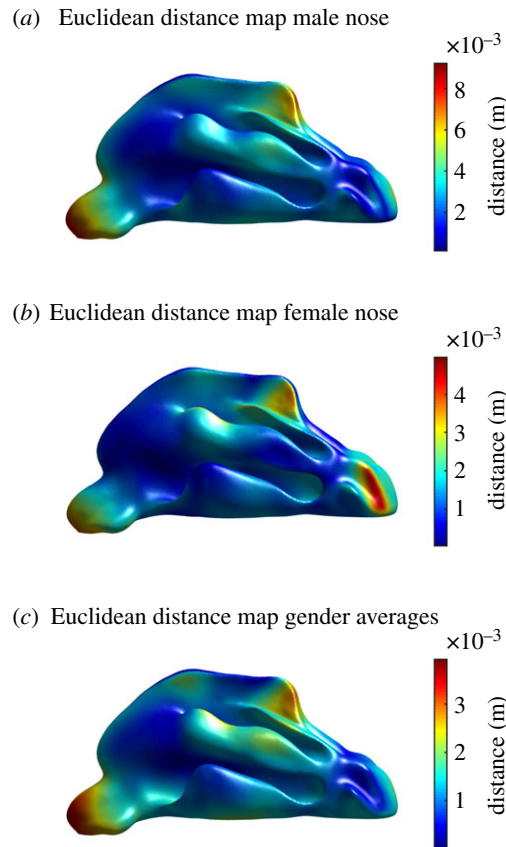 (a) Euclidean distance map male nose
×10⁻³
8
6
4
2
distance (m)
(b) Euclidean distance map female nose
×10⁻³
4
3
2
1
distance (m)
(c) Euclidean distance map gender averages
×10⁻³
3
2
1
distance (m)